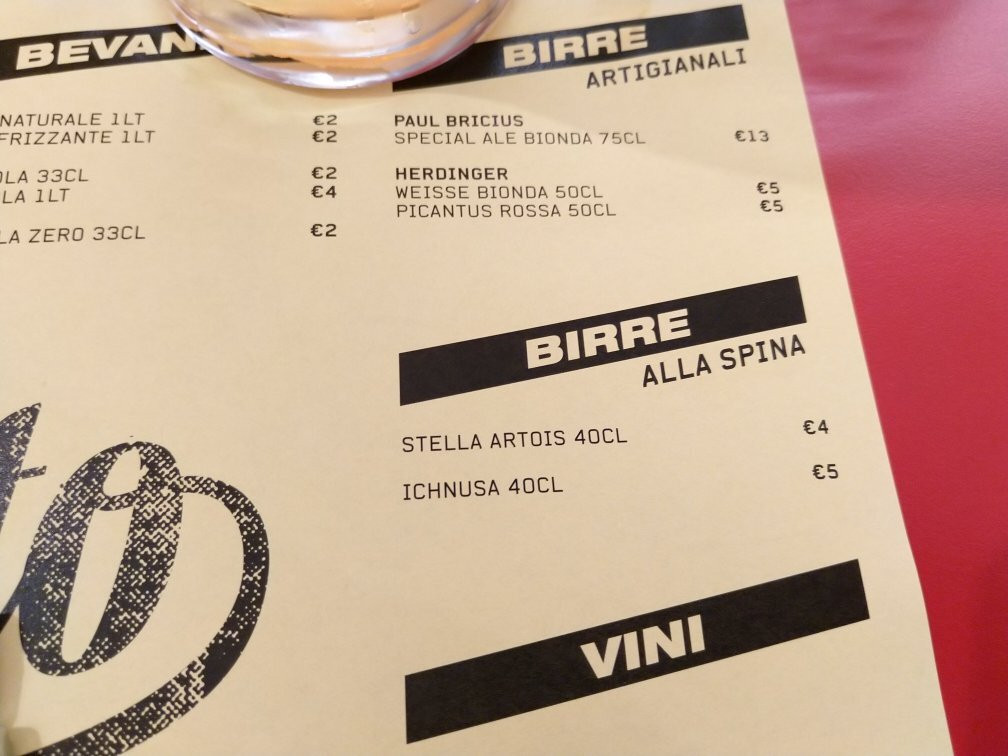 BEVAN
NATURALE 1LT €2
FRIZZANTE 1LT €2
OLA 33CL €2
LA 1LT €4
LA ZERO 33CL €2
BIRRE
ARTIGIANALI
PAUL BRICIUS
SPECIAL ALE BIONDA 75CL €13
HERDINGER
WEISSE BIONDA 50CL €5
PICANTUS ROSSA 50CL €5
BIRRE
ALLA SPINA
STELLA ARTOIS 40CL €4
ICHNUSA 40CL €5
VINI